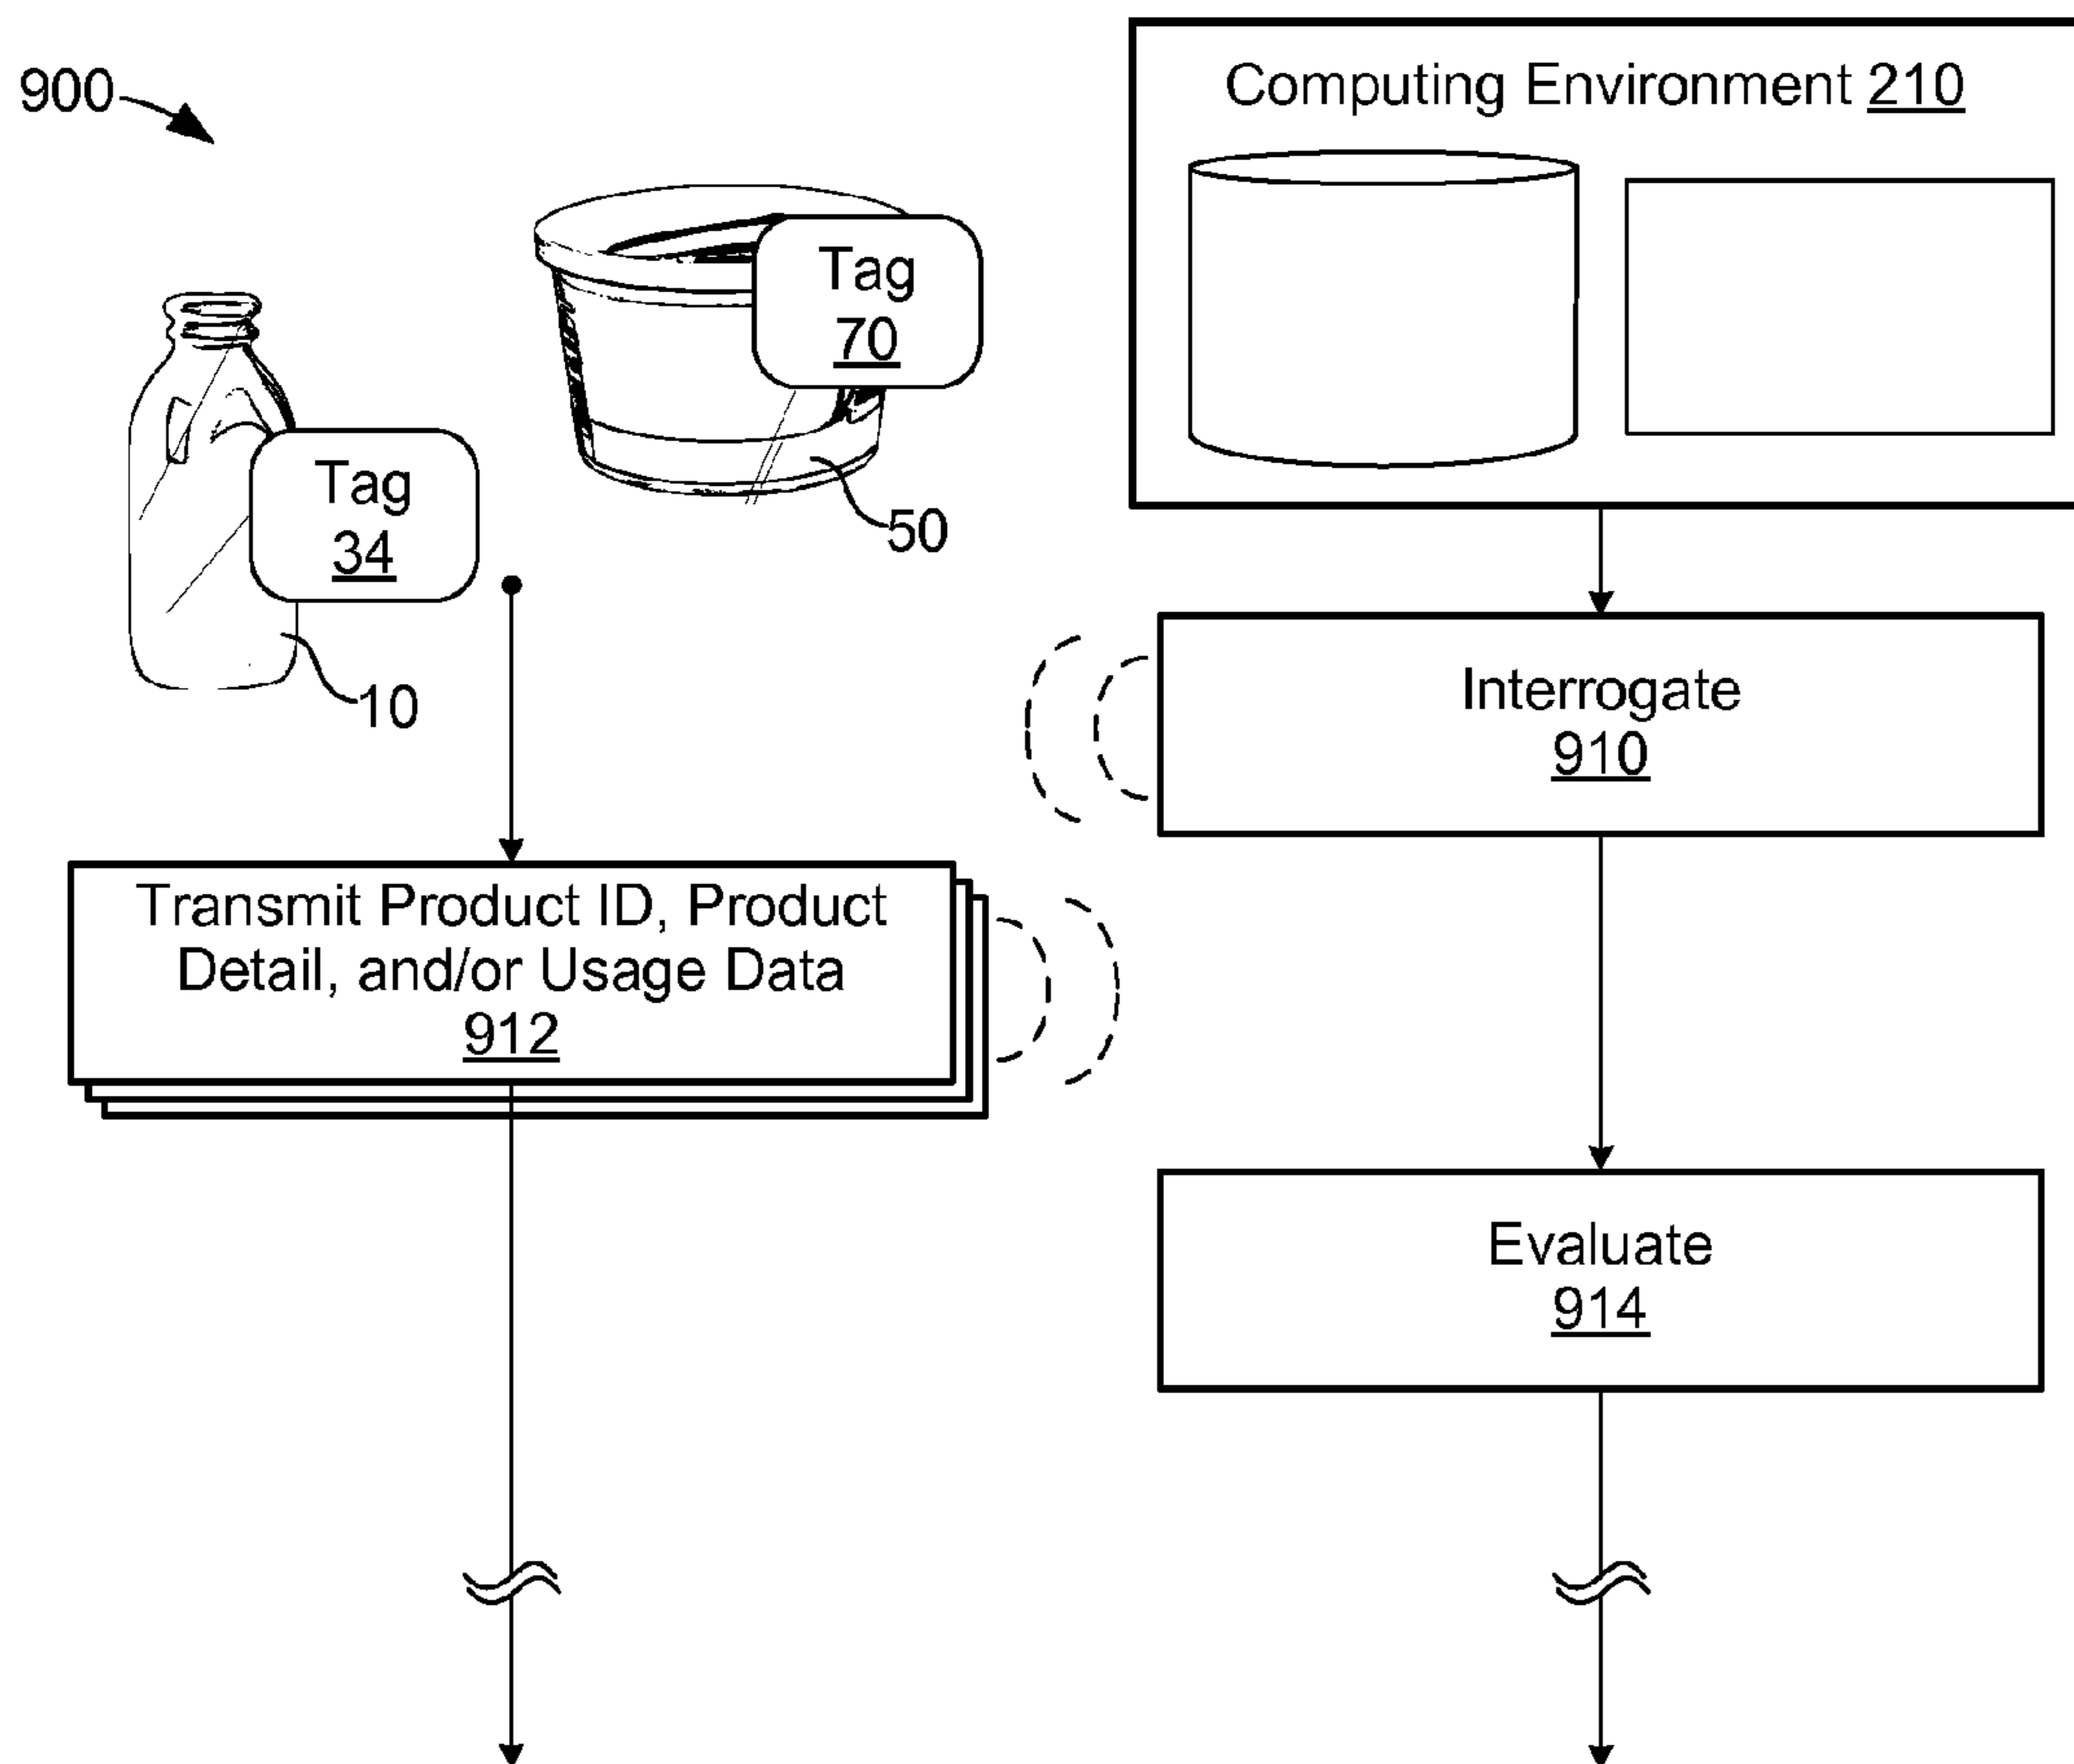 900
Computing Environment 210
Tag
70
Tag
34
50
10
Interrogate
910
Transmit Product ID, Product
Detail, and/or Usage Data
912
Evaluate
914